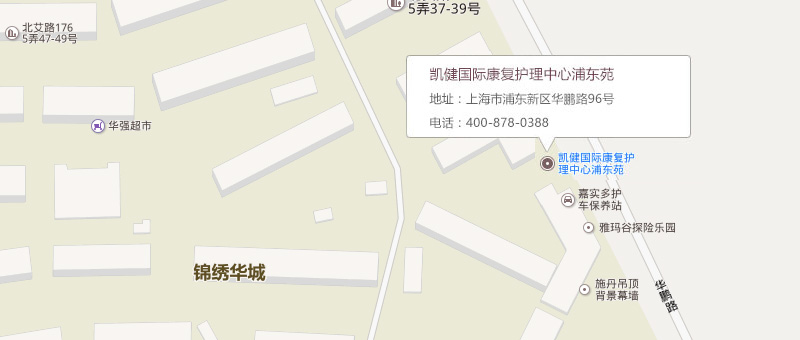 5弄37-39号
北艾路176
5弄47-49号
凯健国际康复护理中心浦东苑
地址：上海市浦东新区华鹏路96号
电话：400-878-0388
华强超市
凯健国际康复护
理中心浦东苑
嘉实多护
车保养站
雅玛谷探险乐园
锦绣华城
施丹吊顶
背景幕墙
华鹏路